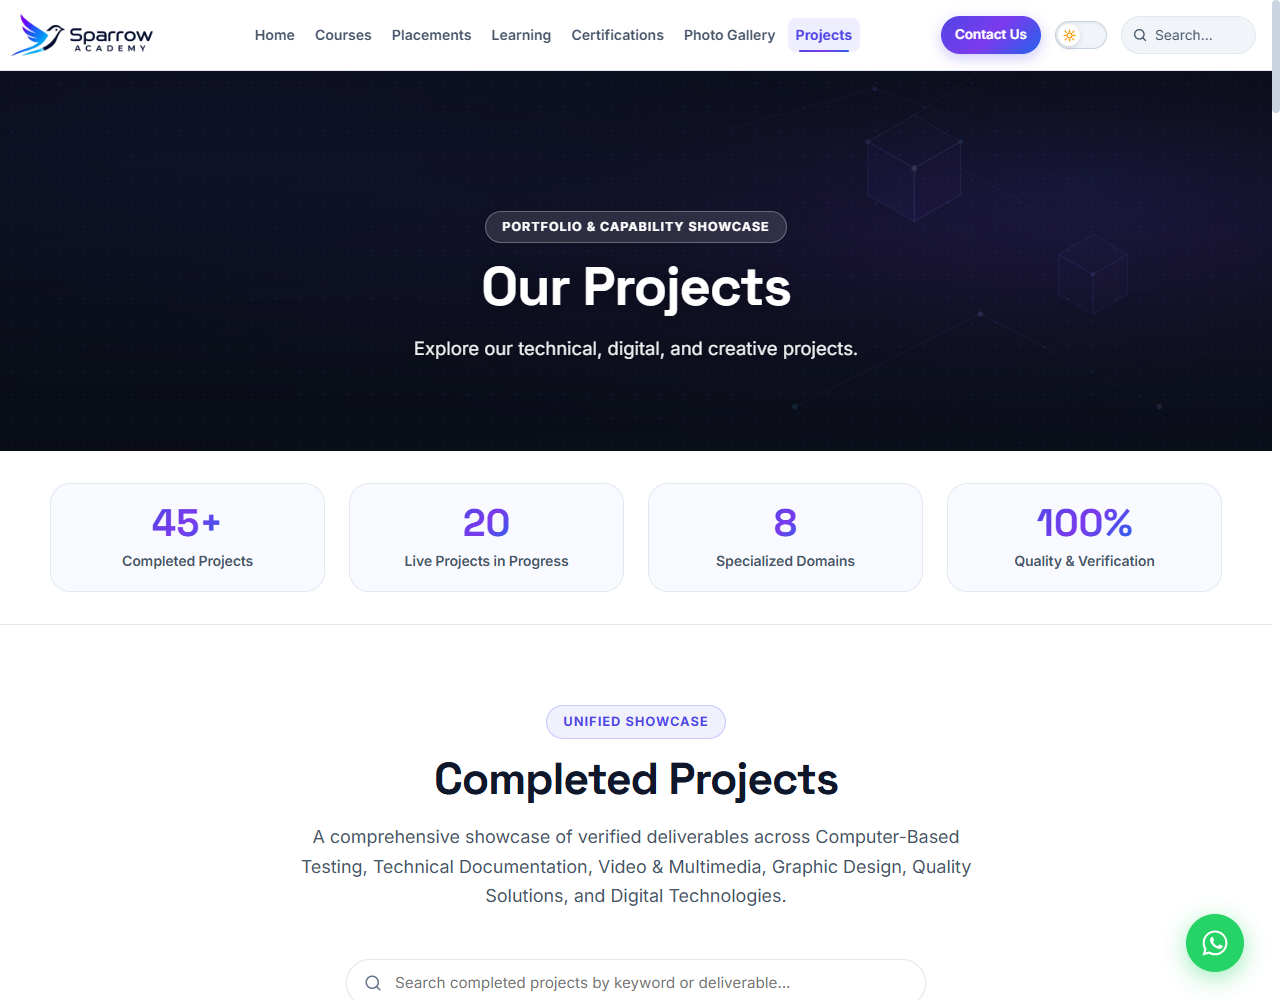 Sparrow
ACADEMY
Home
Courses
Placements
Learning
Certifications
Photo Gallery
Projects
Contact Us
Search...
PORTFOLIO & CAPABILITY SHOWCASE
Our Projects
Explore our technical, digital, and creative projects.
45+
Completed Projects
20
Live Projects in Progress
8
Specialized Domains
100%
Quality & Verification
UNIFIED SHOWCASE
Completed Projects
A comprehensive showcase of verified deliverables across Computer-Based
Testing, Technical Documentation, Video & Multimedia, Graphic Design, Quality
Solutions, and Digital Technologies.
Search completed projects by keyword or deliverable...